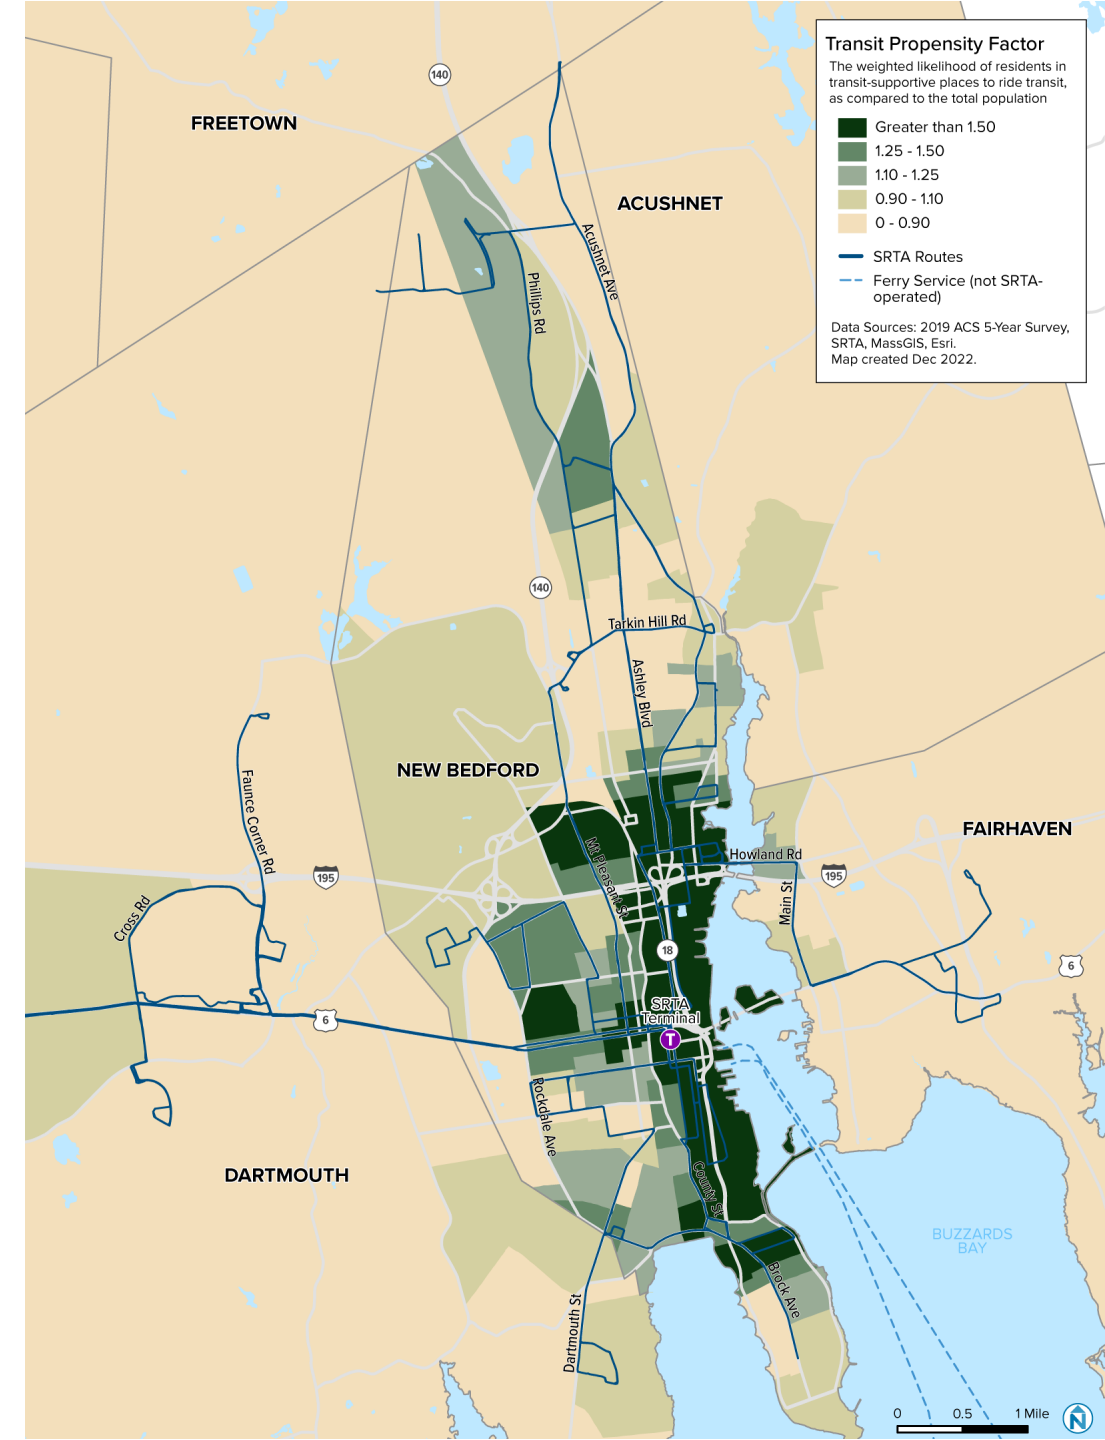 Transit Propensity Factor
The weighted likelihood of residents in
transit-supportive places to ride transit,
as compared to the total population
Greater than 1.50
1.25 - 1.50
1.10 - 1.25
0.90 - 1.10
0 - 0.90
SRTA Routes
Ferry Service (not SRTA-
operated)
Data Sources: 2019 ACS 5-Year Survey,
SRTA, MassGIS, Esri.
Map created Dec 2022.
140
FREETOWN
ACUSHNET
Acushnet Ave
Phillips Rd
140
Tarkin Hill Rd
Ashley Blvd
NEW BEDFORD
Faunce Corner Rd
FAIRHAVEN
Mt Pleasant St
Howland Rd
195
195
Main St
Cross Rd
18
6
SRTA
Terminal
6
T
Rockdale Ave
DARTMOUTH
County St
BUZZARDS
BAY
Brock Ave
Dartmouth St
0 0.5 1 Mile
N